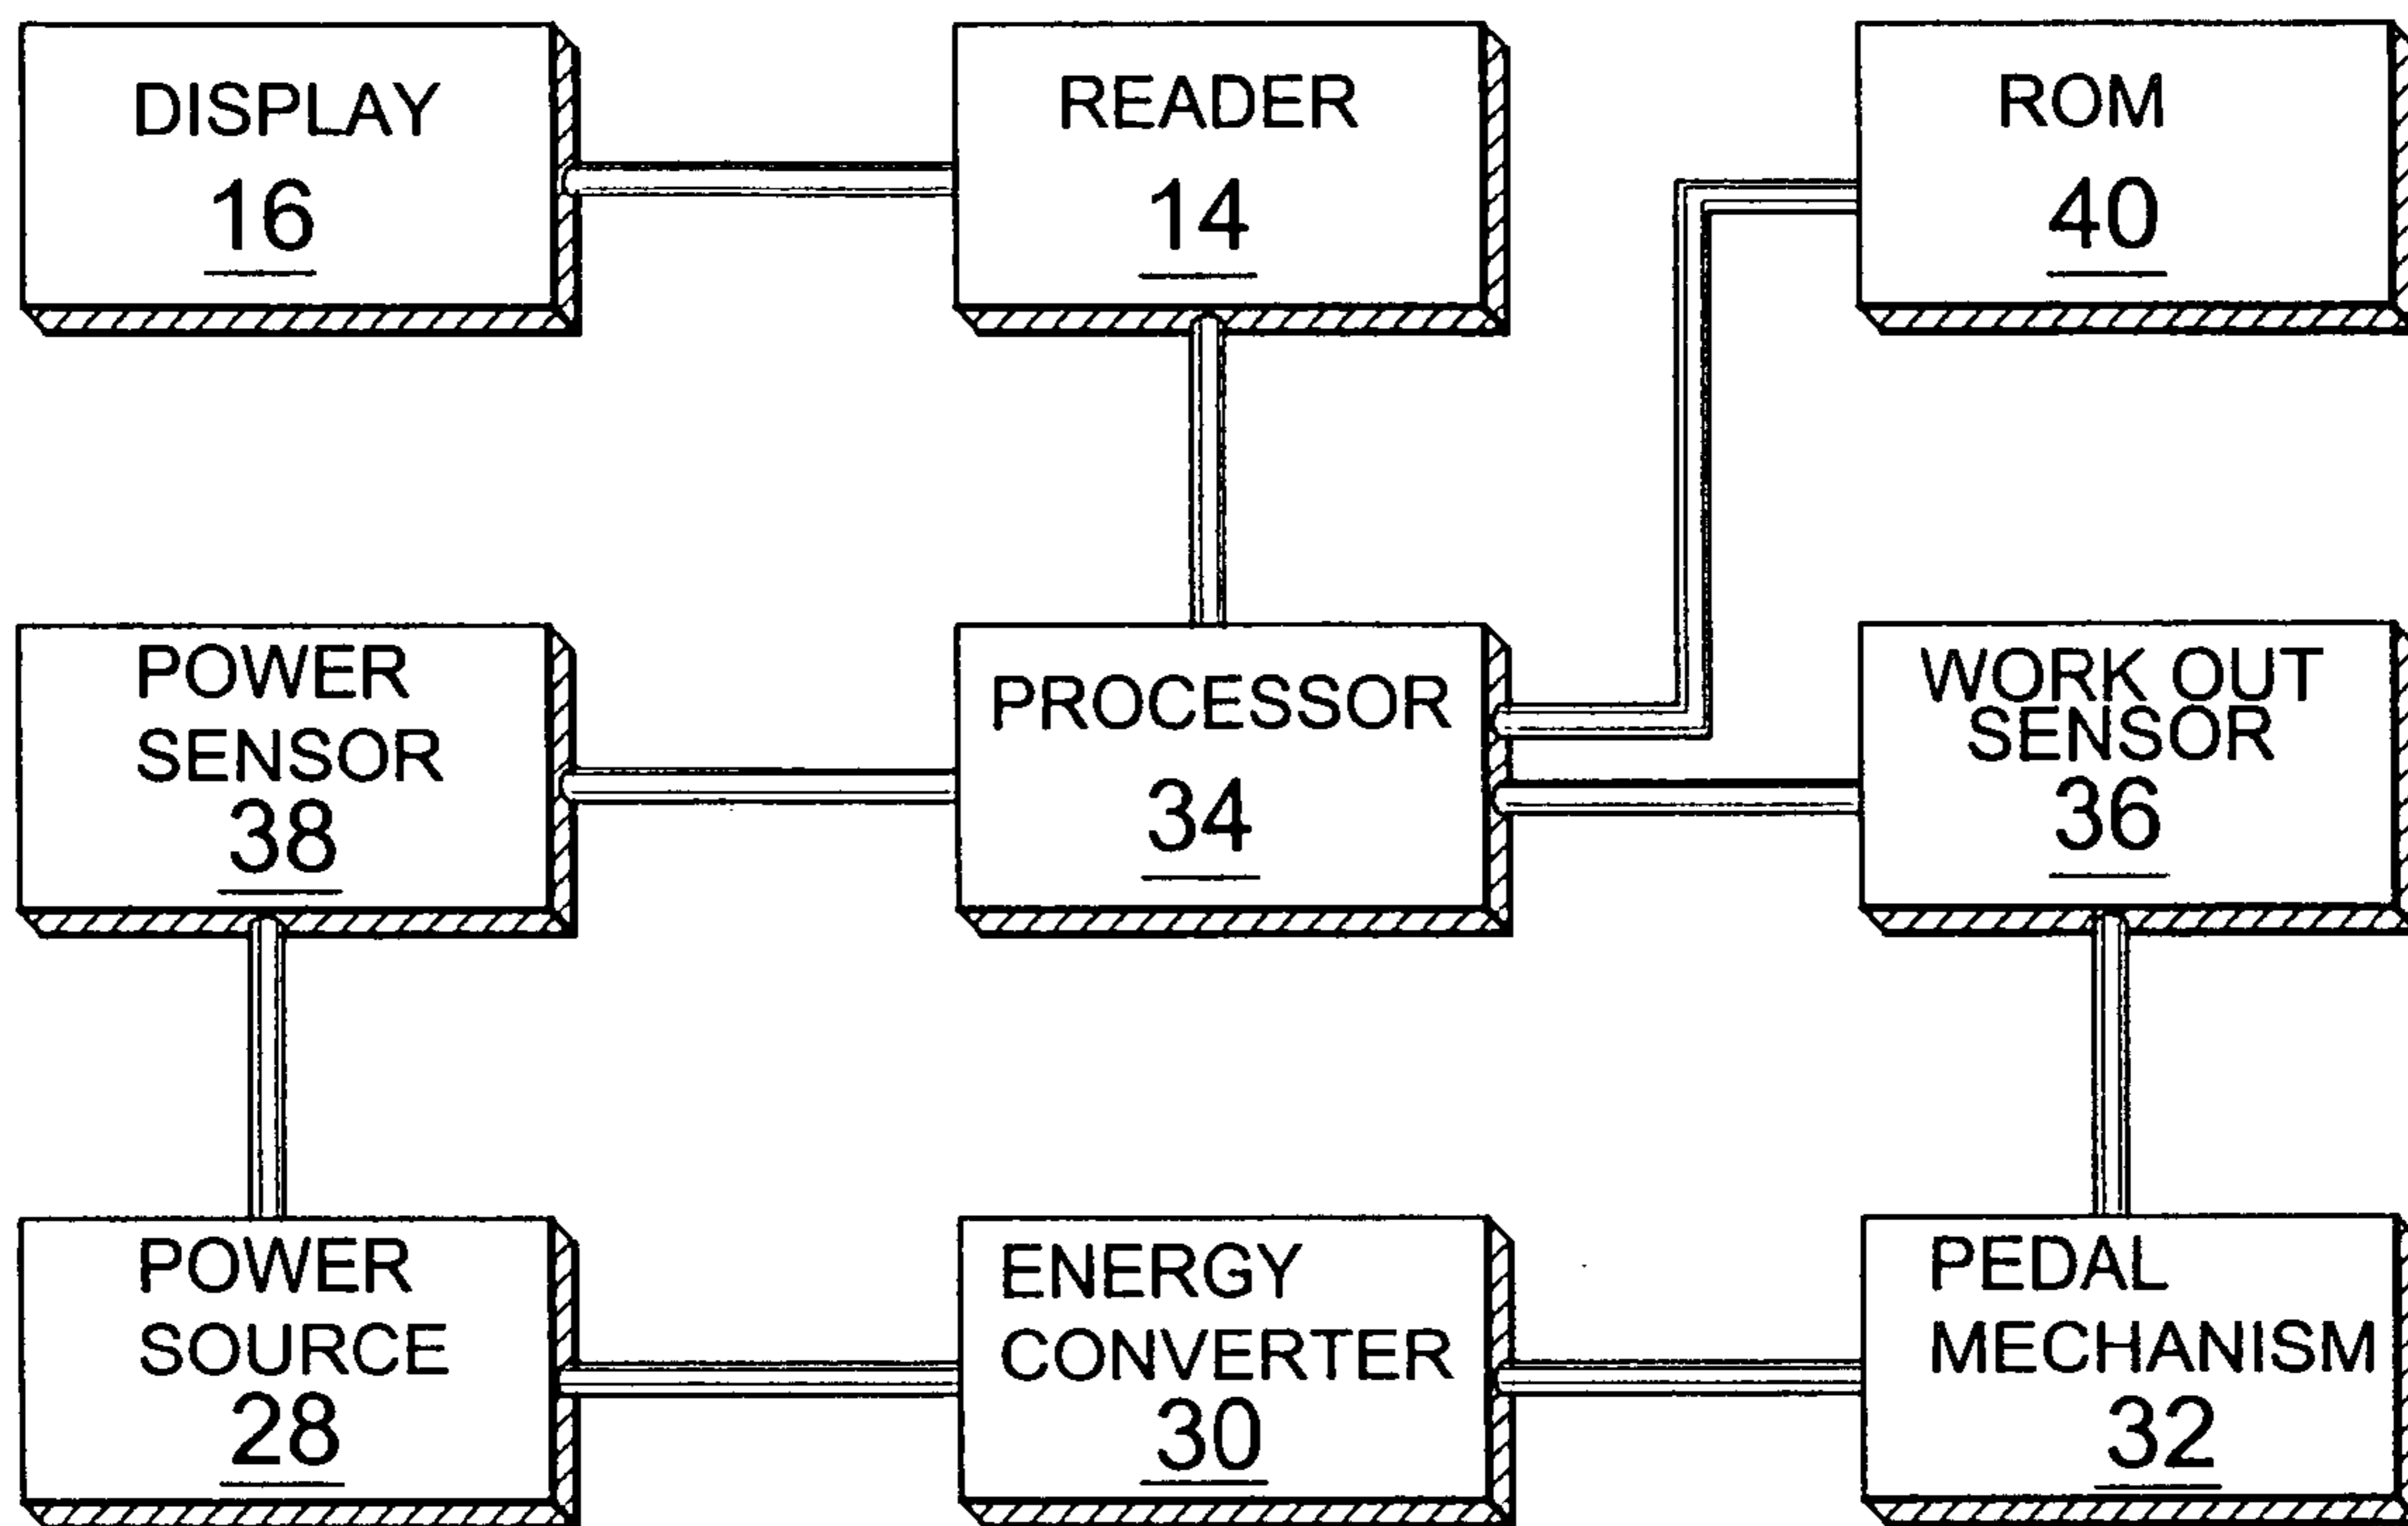 DISPLAY
16
READER
14
ROM
40
POWER
SENSOR
38
PROCESSOR
34
WORK OUT
SENSOR
36
POWER
SOURCE
28
ENERGY
CONVERTER
30
PEDAL
MECHANISM
32